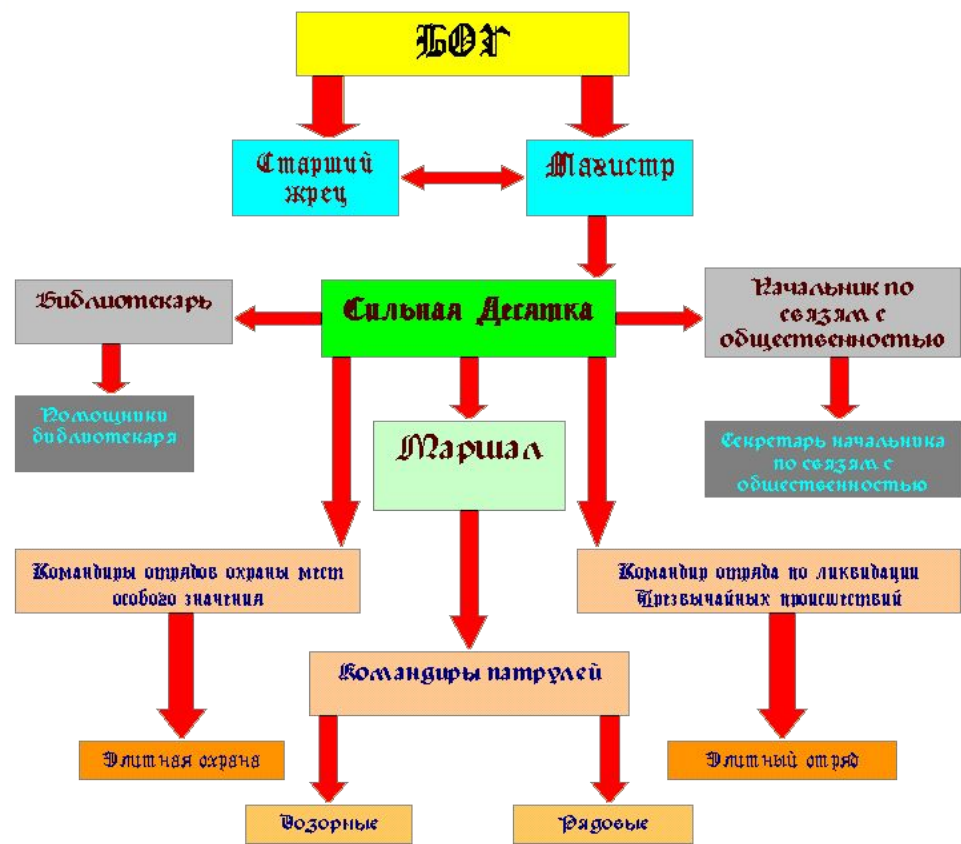 БОГ
Старший
жрец
Магистр
Библиотекарь
Сильная Десятка
Начальник по
связям с
общественностью
Помощники
библиотекаря
Маршал
Секретарь начальника
по связям с
общественностью
Командиры отрядов охраны мест
особого значения
Командир отряда по ликвидации
Чрезвычайных происшествий
Командиры патрулей
Элитная охрана
Элитный отряд
Дозорные
Рядовые